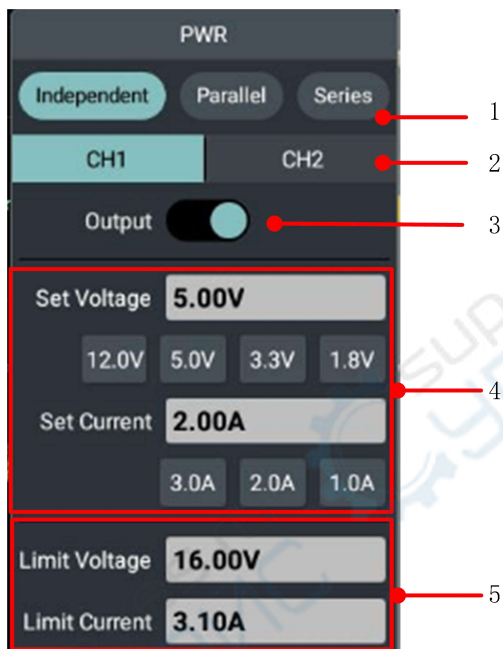 PWR
Independent Parallel Series 1
CH1 CH2 2
Output 3
Set Voltage 5.00V
12.0V 5.0V 3.3V 1.8V
4
Set Current 2.00A
3.0A 2.0A 1.0A
Limit Voltage 16.00V
5
Limit Current 3.10A